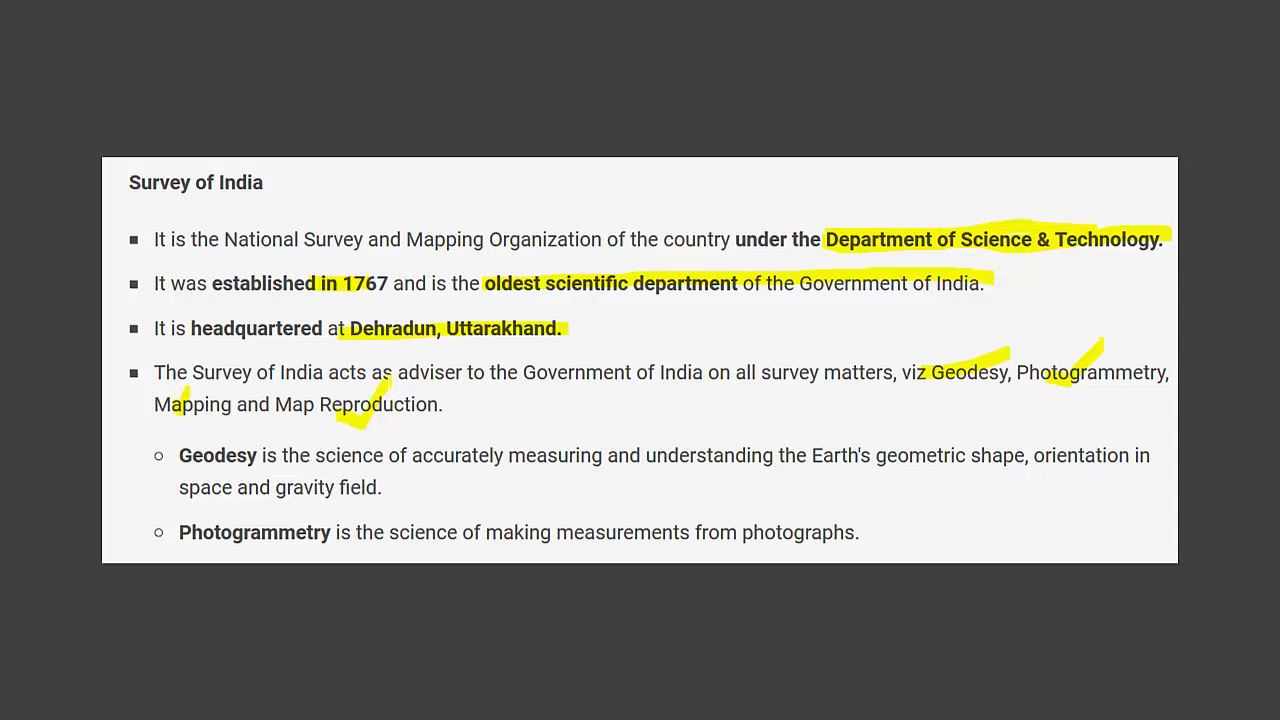 Survey of India
▪ It is the National Survey and Mapping Organization of the country under the Department of Science & Technology.
▪ It was established in 1767 and is the oldest scientific department of the Government of India.
▪ It is headquartered at Dehradun, Uttarakhand.
▪ The Survey of India acts as adviser to the Government of India on all survey matters, viz Geodesy, Photogrammetry,
Mapping and Map Reproduction.
○ Geodesy is the science of accurately measuring and understanding the Earth's geometric shape, orientation in
space and gravity field.
○ Photogrammetry is the science of making measurements from photographs.